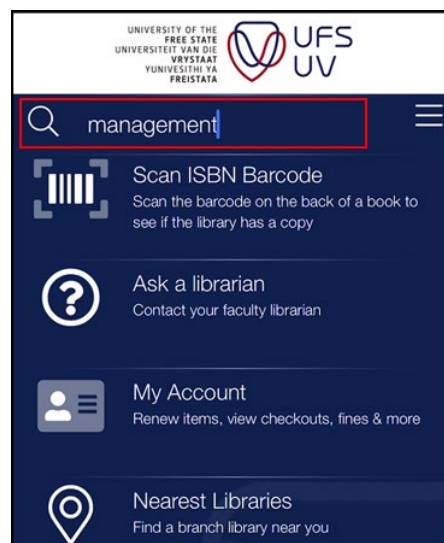 UNIVERSITY OF THE
FREE STATE
UNIVERSITEIT VAN DIE
VRYSTAAT
YUNIVESITHI YA
FREISTATA
UFS
UV
management
Scan ISBN Barcode
Scan the barcode on the back of a book to
see if the library has a copy
Ask a librarian
Contact your faculty librarian
My Account
Renew items, view checkouts, fines & more
Nearest Libraries
Find a branch library near you